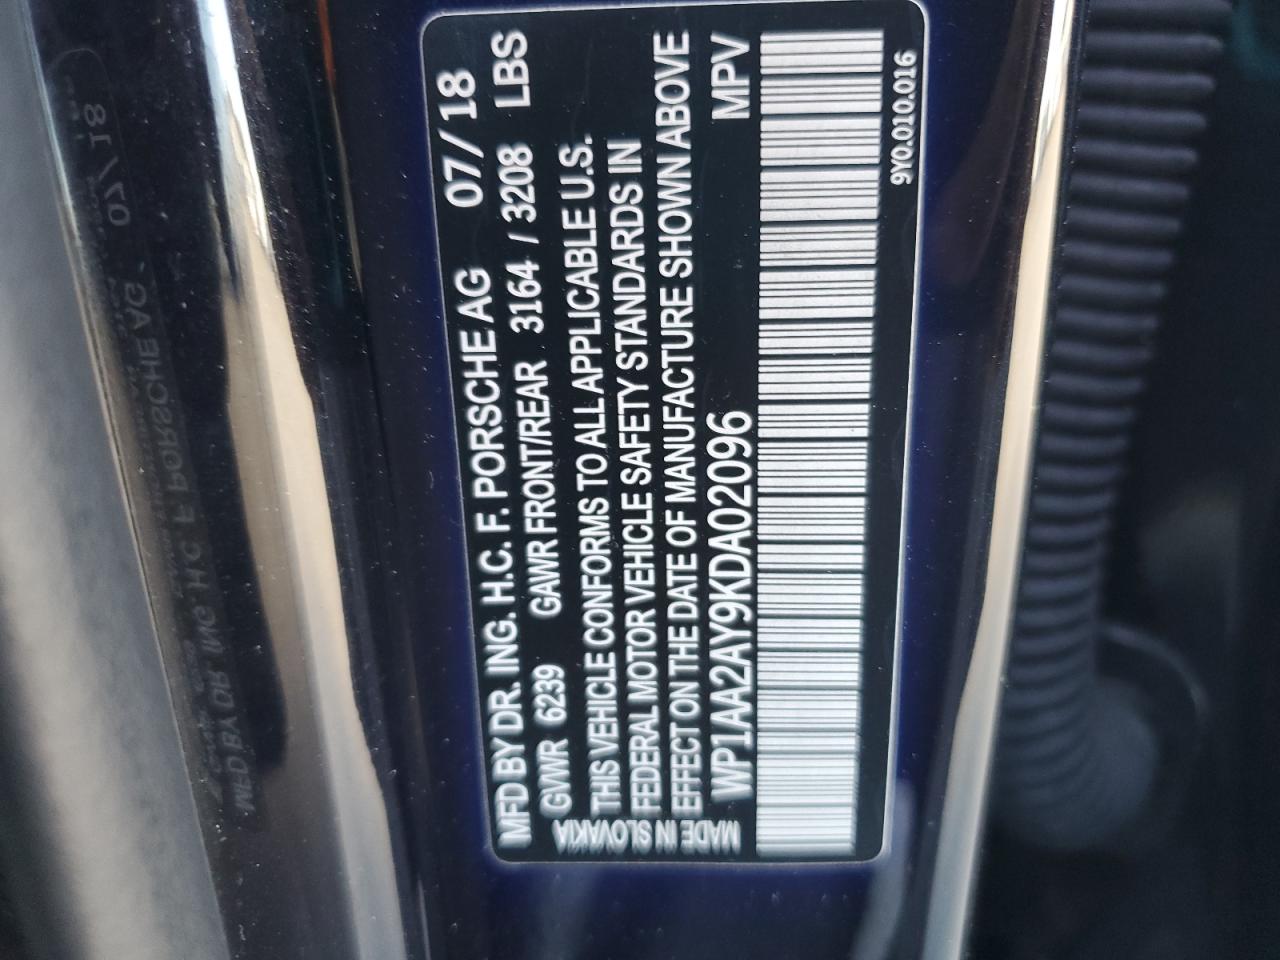 MFD BY DR. ING. H.C. F. PORSCHE AG 07/18
GVWR 6239 GAWR FRONT/REAR 3164 / 3208 LBS
THIS VEHICLE CONFORMS TO ALL APPLICABLE U.S.
FEDERAL MOTOR VEHICLE SAFETY STANDARDS IN
EFFECT ON THE DATE OF MANUFACTURE SHOWN ABOVE
WP1AA2AY9KDA02096 MPV
MADE IN SLOVAKIA
9Y0.010.016